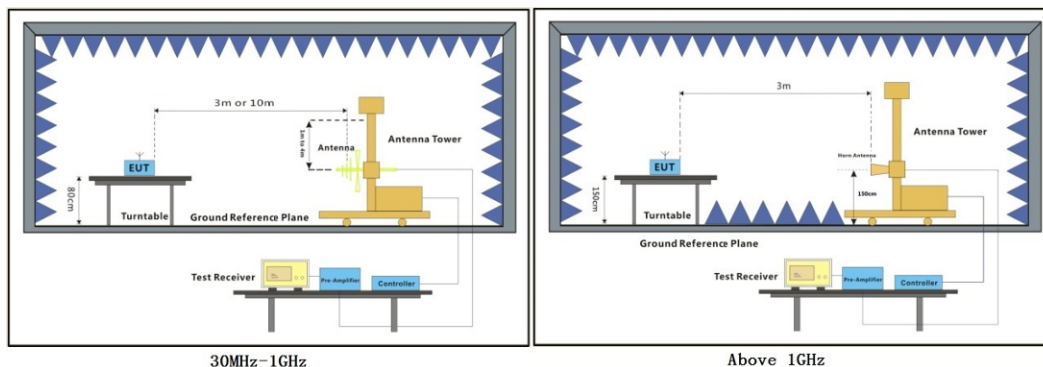 3m or 10m
1m to 4m
Antenna Tower
Antenna
EUT
80cm
Turntable
Ground Reference Plane
Test Receiver
Pre-Amplifier
Controller
30MHz-1GHz
3m
Antenna Tower
Horn Antenna
EUT
150cm
150cm
Turntable
Ground Reference Plane
Test Receiver
Pre-Amplifier
Controller
Above 1GHz